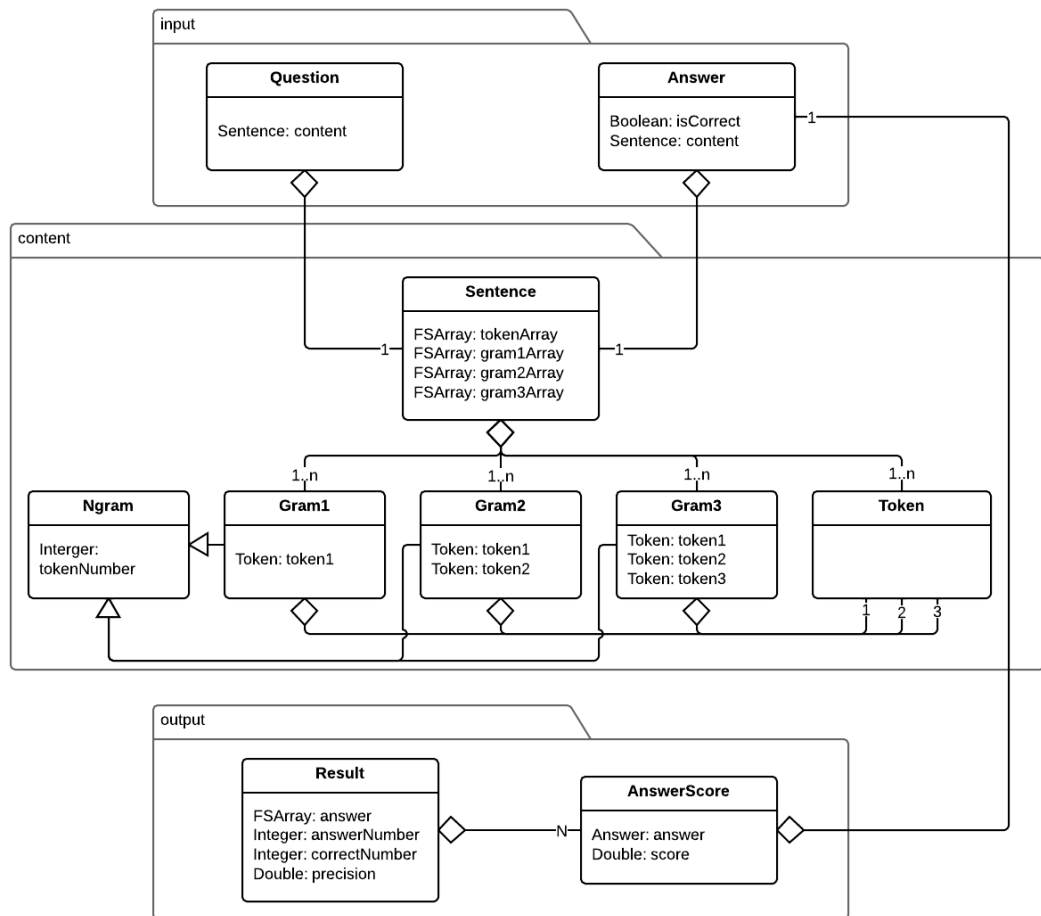 input
Question
Sentence: content
Answer
Boolean: isCorrect
Sentence: content
1
content
Sentence
FSArray: tokenArray
FSArray: gram1Array
FSArray: gram2Array
FSArray: gram3Array
1
1
1..n
1..n
1..n
1..n
Ngram
Interger:
tokenNumber
Gram1
Token: token1
Gram2
Token: token1
Token: token2
Gram3
Token: token1
Token: token2
Token: token3
Token
1
2
3
output
Result
FSArray: answer
Integer: answerNumber
Integer: correctNumber
Double: precision
N
AnswerScore
Answer: answer
Double: score